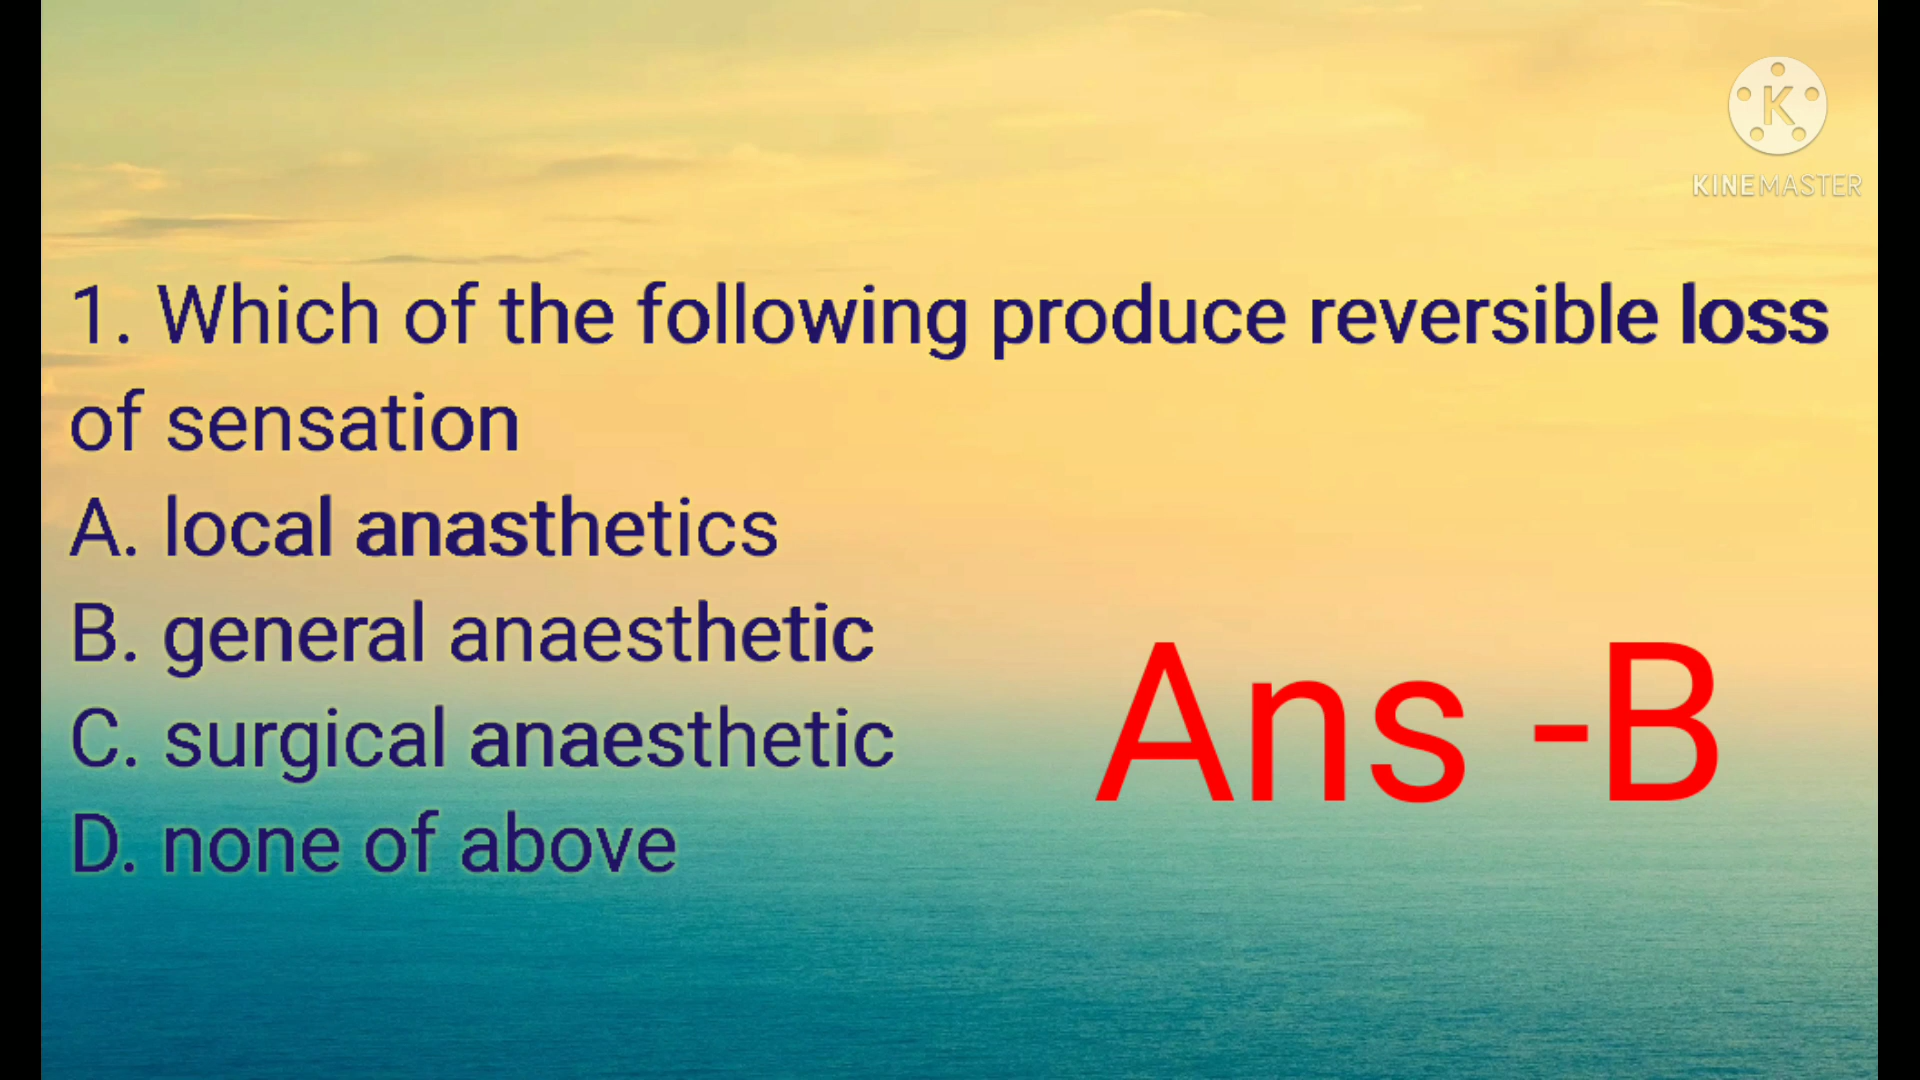 KINEMASTER
1. Which of the following produce reversible loss
of sensation
A. local anasthetics
B. general anaesthetic
C. surgical anaesthetic
D. none of above
Ans -B